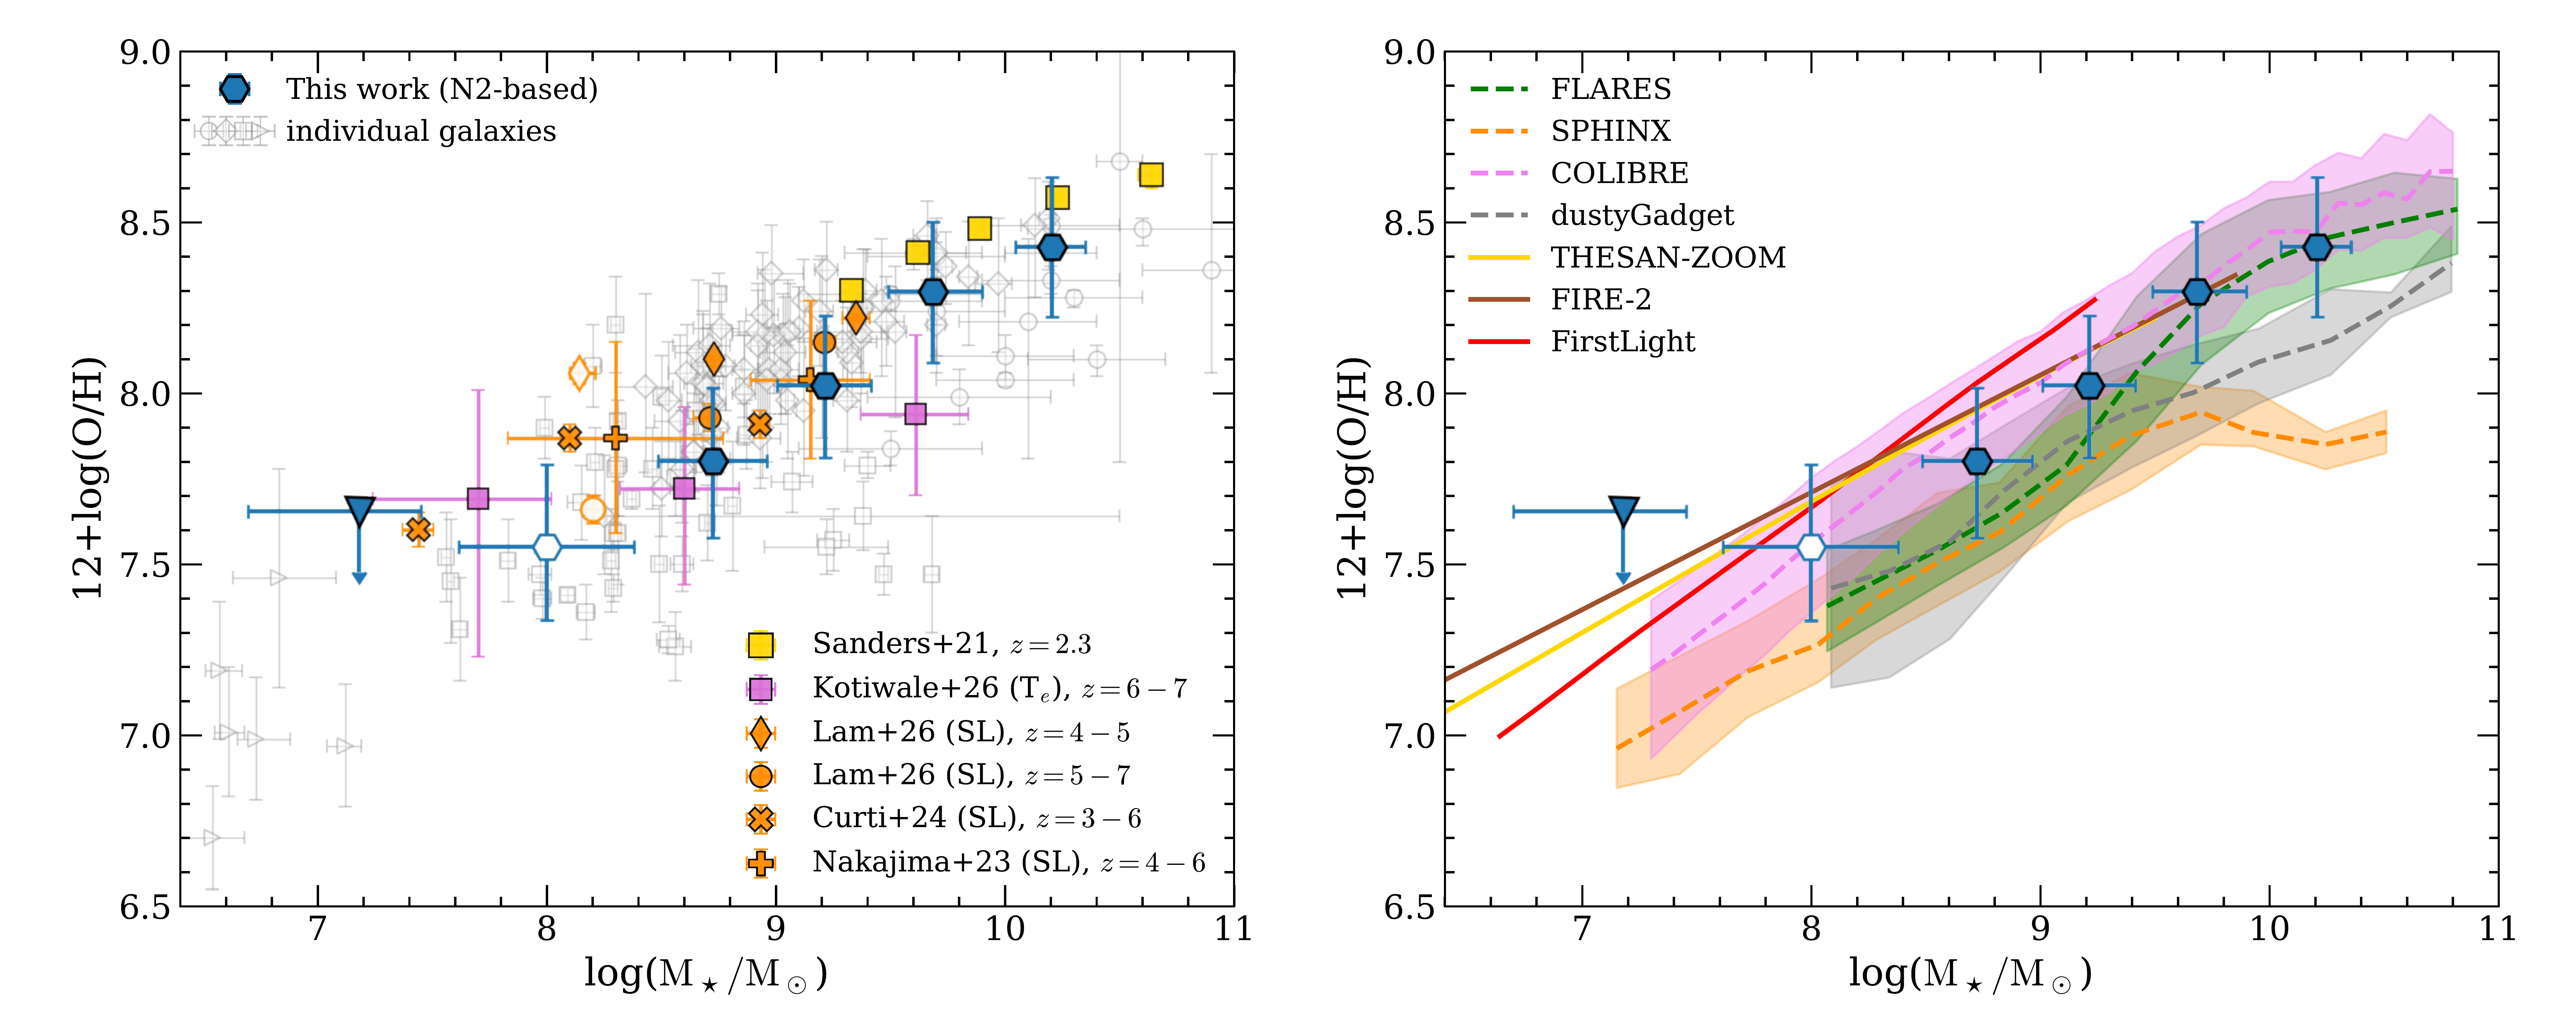 This work (N2-based)
individual galaxies
Sanders+21, z=2.3
Kotiwale+26 (Tₑ), z=6−7
Lam+26 (SL), z=4−5
Lam+26 (SL), z=5−7
Curti+24 (SL), z=3−6
Nakajima+23 (SL), z=4−6
9.0
8.5
8.0
7.5
7.0
6.5
12+log(O/H)
7 8 9 10 11
log(M⋆/M⊙)
FLARES
SPHINX
COLIBRE
dustyGadget
THESAN-ZOOM
FIRE-2
FirstLight
9.0
8.5
8.0
7.5
7.0
6.5
12+log(O/H)
7 8 9 10 11
log(M⋆/M⊙)